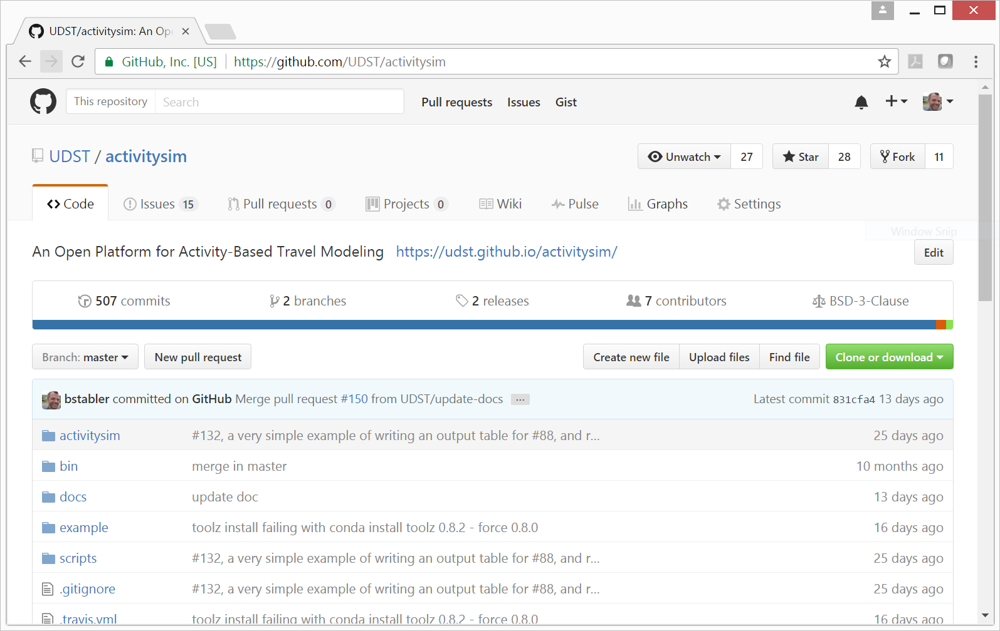 UDST/activitysim: An Ope
GitHub, Inc. [US] https://github.com/UDST/activitysim
This repository Search Pull requests Issues Gist
UDST / activitysim Unwatch 27 Star 28 Fork 11
Code Issues 15 Pull requests 0 Projects 0 Wiki Pulse Graphs Settings
Window Snip
An Open Platform for Activity-Based Travel Modeling https://udst.github.io/activitysim/ Edit
507 commits 2 branches 2 releases 7 contributors BSD-3-Clause
Branch: master New pull request Create new file Upload files Find file Clone or download
bstabler committed on GitHub Merge pull request #150 from UDST/update-docs ... Latest commit 831cfa4 13 days ago
activitysim #132, a very simple example of writing an output table for #88, and r... 25 days ago
bin merge in master 10 months ago
docs update doc 13 days ago
example toolz install failing with conda install toolz 0.8.2 - force 0.8.0 16 days ago
scripts #132, a very simple example of writing an output table for #88, and r... 25 days ago
.gitignore #132, a very simple example of writing an output table for #88, and r... 25 days ago
.travis.yml toolz install failing with conda install toolz 0.8.2 - force 0.8.0 16 days ago